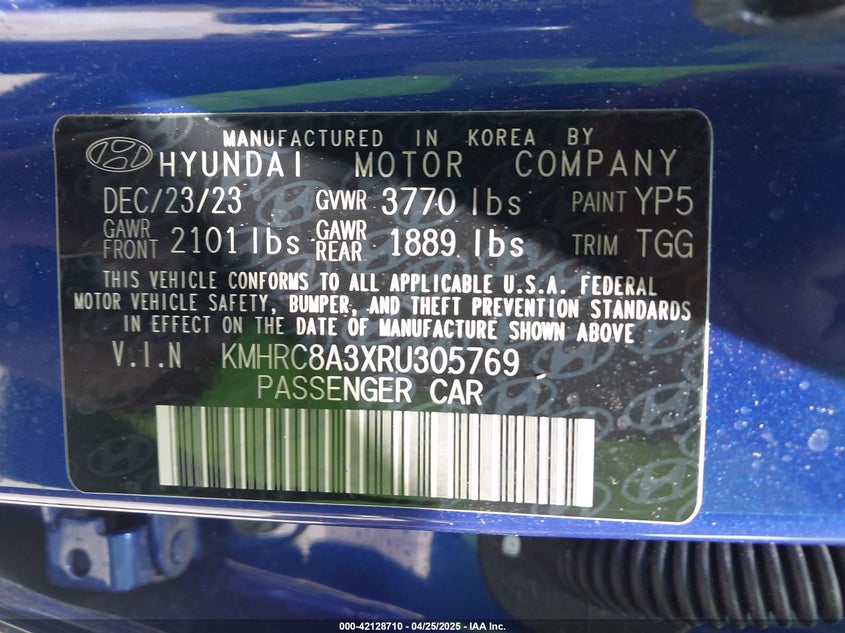 MANUFACTURED IN KOREA BY
HYUNDAI MOTOR COMPANY
DEC/23/23 GVWR 3770 lbs PAINT YP5
GAWR FRONT 2101 lbs GAWR REAR 1889 lbs TRIM TGG
THIS VEHICLE CONFORMS TO ALL APPLICABLE U.S.A. FEDERAL
MOTOR VEHICLE SAFETY, BUMPER, AND THEFT PREVENTION STANDARDS
IN EFFECT ON THE DATE OF MANUFACTURE SHOWN ABOVE
V.I.N KMHRC8A3XRU305769
PASSENGER CAR
000-42128710 - 04/25/2025 - IAA Inc.